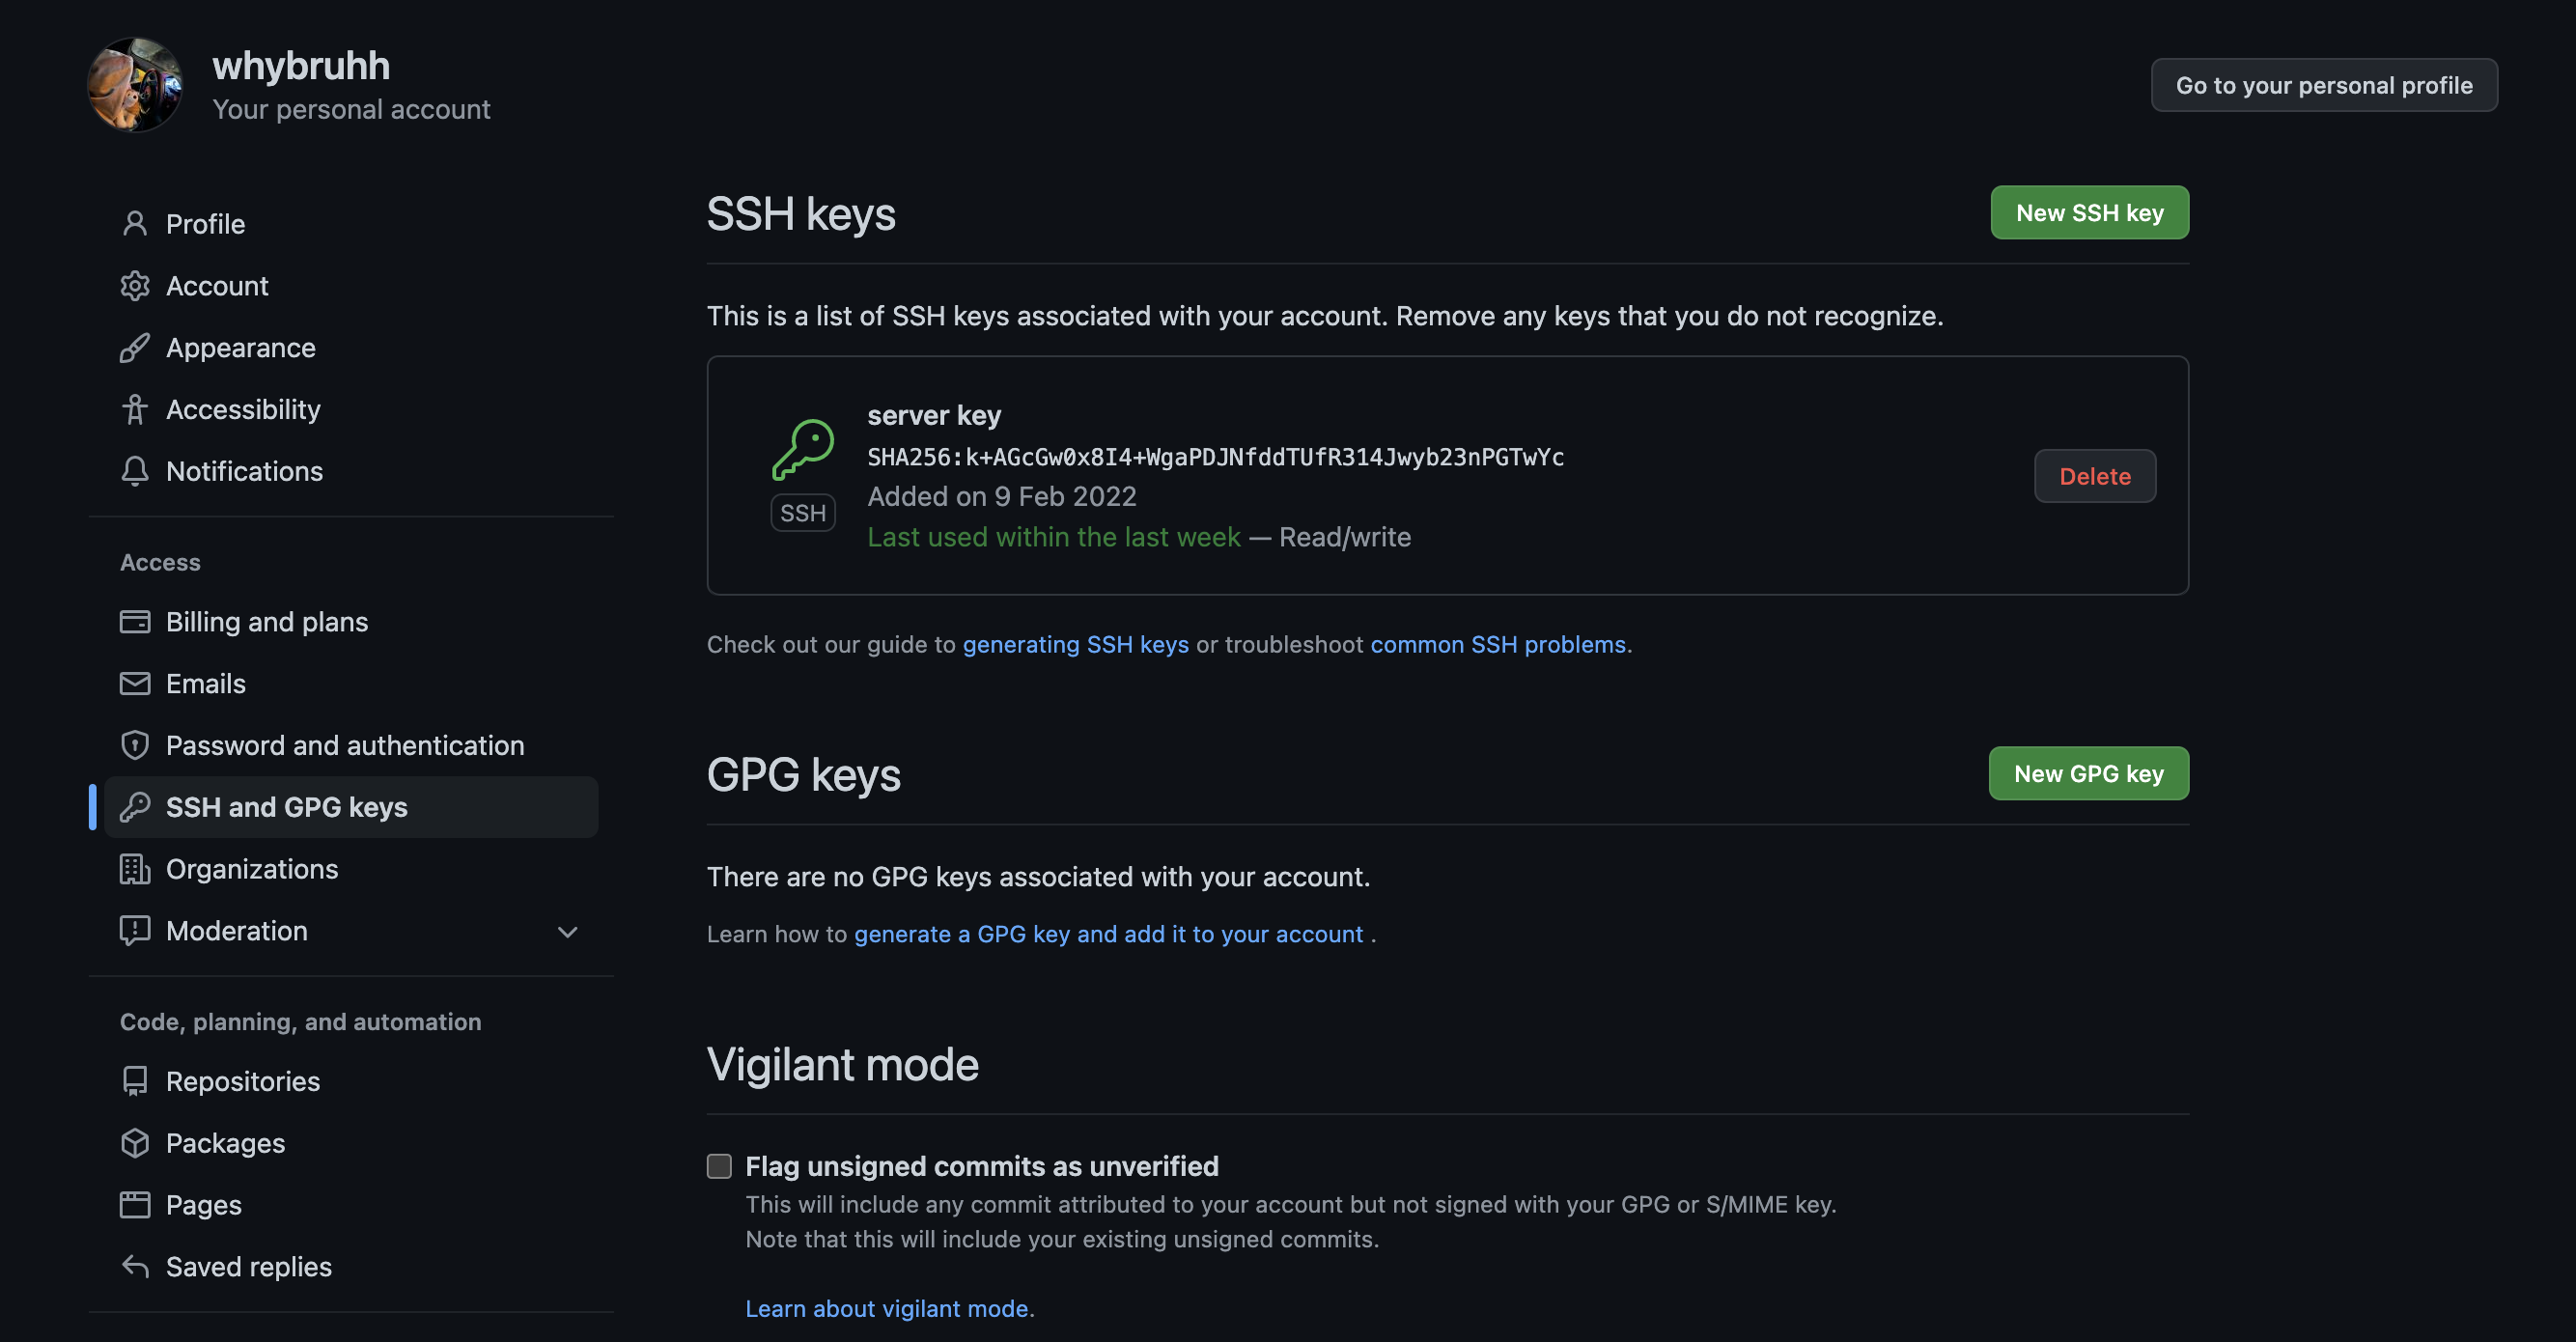 whybruhh
Your personal account
Go to your personal profile
Profile
Account
Appearance
Accessibility
Notifications
Access
Billing and plans
Emails
Password and authentication
SSH and GPG keys
Organizations
Moderation
Code, planning, and automation
Repositories
Packages
Pages
Saved replies
SSH keys
New SSH key
This is a list of SSH keys associated with your account. Remove any keys that you do not recognize.
server key
SHA256:k+AGcGw0x8I4+WgaPDJNfddTUfR314Jwyb23nPGTwYc
Added on 9 Feb 2022
Last used within the last week — Read/write
SSH
Delete
Check out our guide to generating SSH keys or troubleshoot common SSH problems.
GPG keys
New GPG key
There are no GPG keys associated with your account.
Learn how to generate a GPG key and add it to your account .
Vigilant mode
Flag unsigned commits as unverified
This will include any commit attributed to your account but not signed with your GPG or S/MIME key.
Note that this will include your existing unsigned commits.
Learn about vigilant mode.